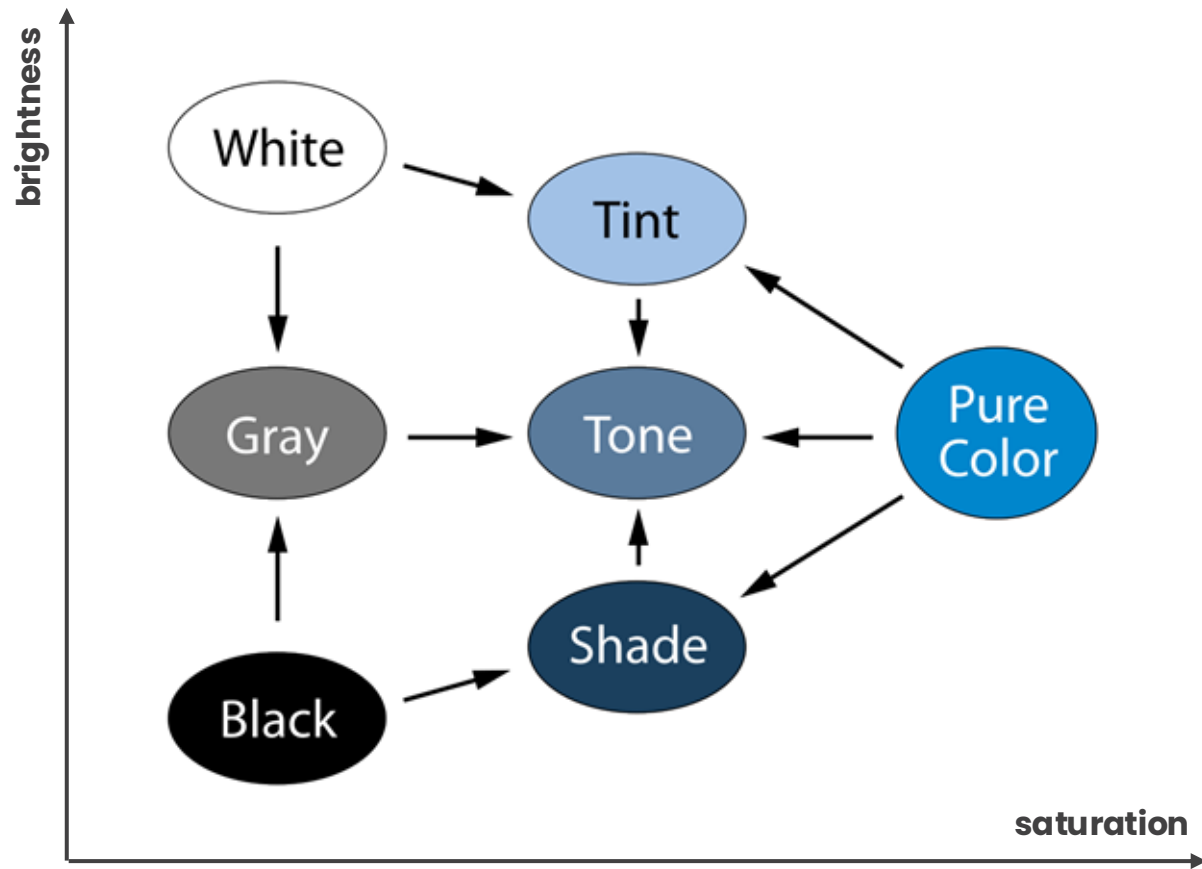 brightness
White
Tint
Gray
Tone
Pure
Color
Shade
Black
saturation